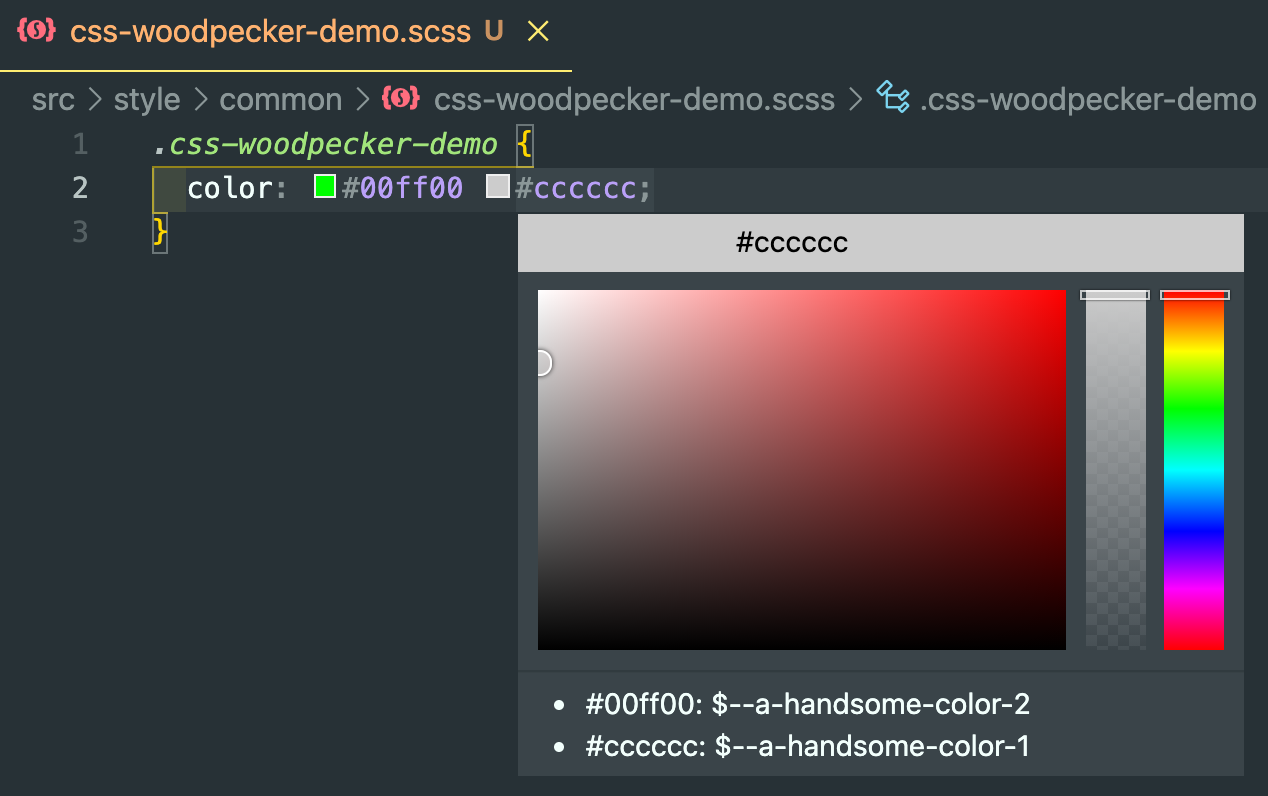 css-woodpecker-demo.scss U
src > style > common > css-woodpecker-demo.scss > .css-woodpecker-demo
1 .css-woodpecker-demo {
2 color: #00ff00 #cccccc;
3 }
#cccccc
• #00ff00: $--a-handsome-color-2
• #cccccc: $--a-handsome-color-1